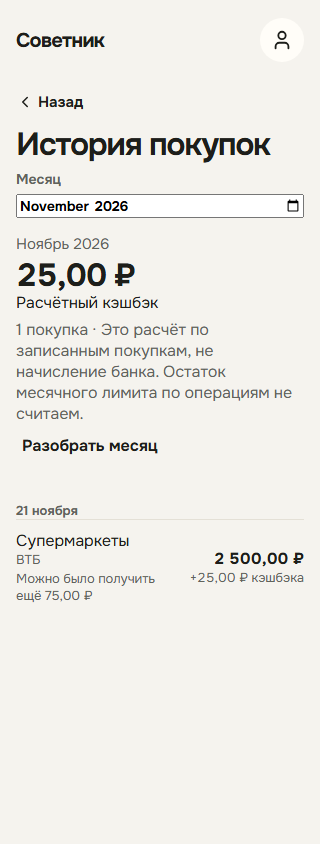 Советник
Назад
История покупок
Месяц
November 2026
Ноябрь 2026
25,00 ₽
Расчётный кэшбэк
1 покупка · Это расчёт по
записанным покупкам, не
начисление банка. Остаток
месячного лимита по операциям не
считаем.
Разобрать месяц
21 ноября
Супермаркеты
ВТБ
2 500,00 ₽
Можно было получить
ещё 75,00 ₽
+25,00 ₽ кэшбэка